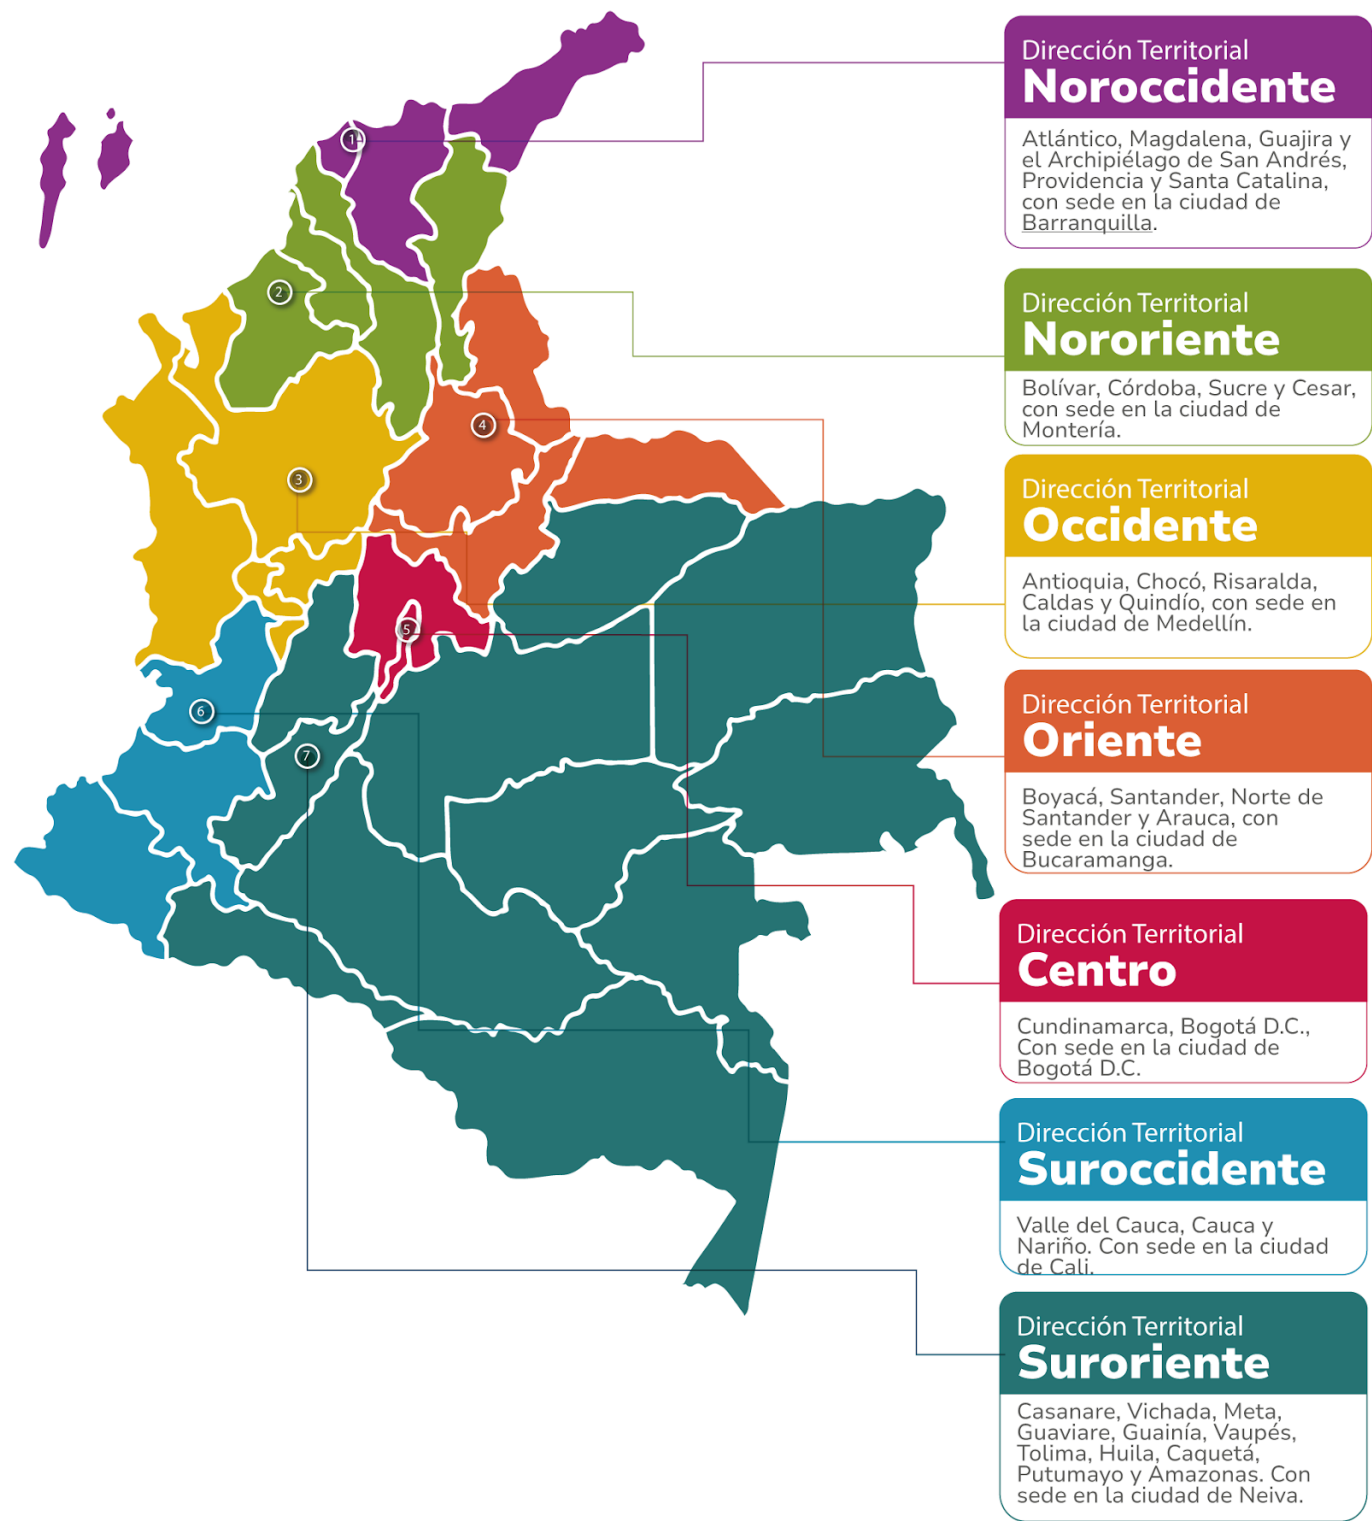 Dirección Territorial
Noroccidente
Atlántico, Magdalena, Guajira y
el Archipiélago de San Andrés,
Providencia y Santa Catalina,
con sede en la ciudad de
Barranquilla.
Dirección Territorial
Nororiente
Bolívar, Córdoba, Sucre y Cesar,
con sede en la ciudad de
Montería.
Dirección Territorial
Occidente
Antioquia, Chocó, Risaralda,
Caldas y Quindío, con sede en
la ciudad de Medellín.
Dirección Territorial
Oriente
Boyacá, Santander, Norte de
Santander y Arauca, con
sede en la ciudad de
Bucaramanga.
Dirección Territorial
Centro
Cundinamarca, Bogotá D.C.,
Con sede en la ciudad de
Bogotá D.C.
Dirección Territorial
Suroccidente
Valle del Cauca, Cauca y
Nariño. Con sede en la ciudad
de Cali.
Dirección Territorial
Suroriente
Casanare, Vichada, Meta,
Guaviare, Guainía, Vaupés,
Tolima, Huila, Caquetá,
Putumayo y Amazonas. Con
sede en la ciudad de Neiva.
1
2
3
4
5
6
7